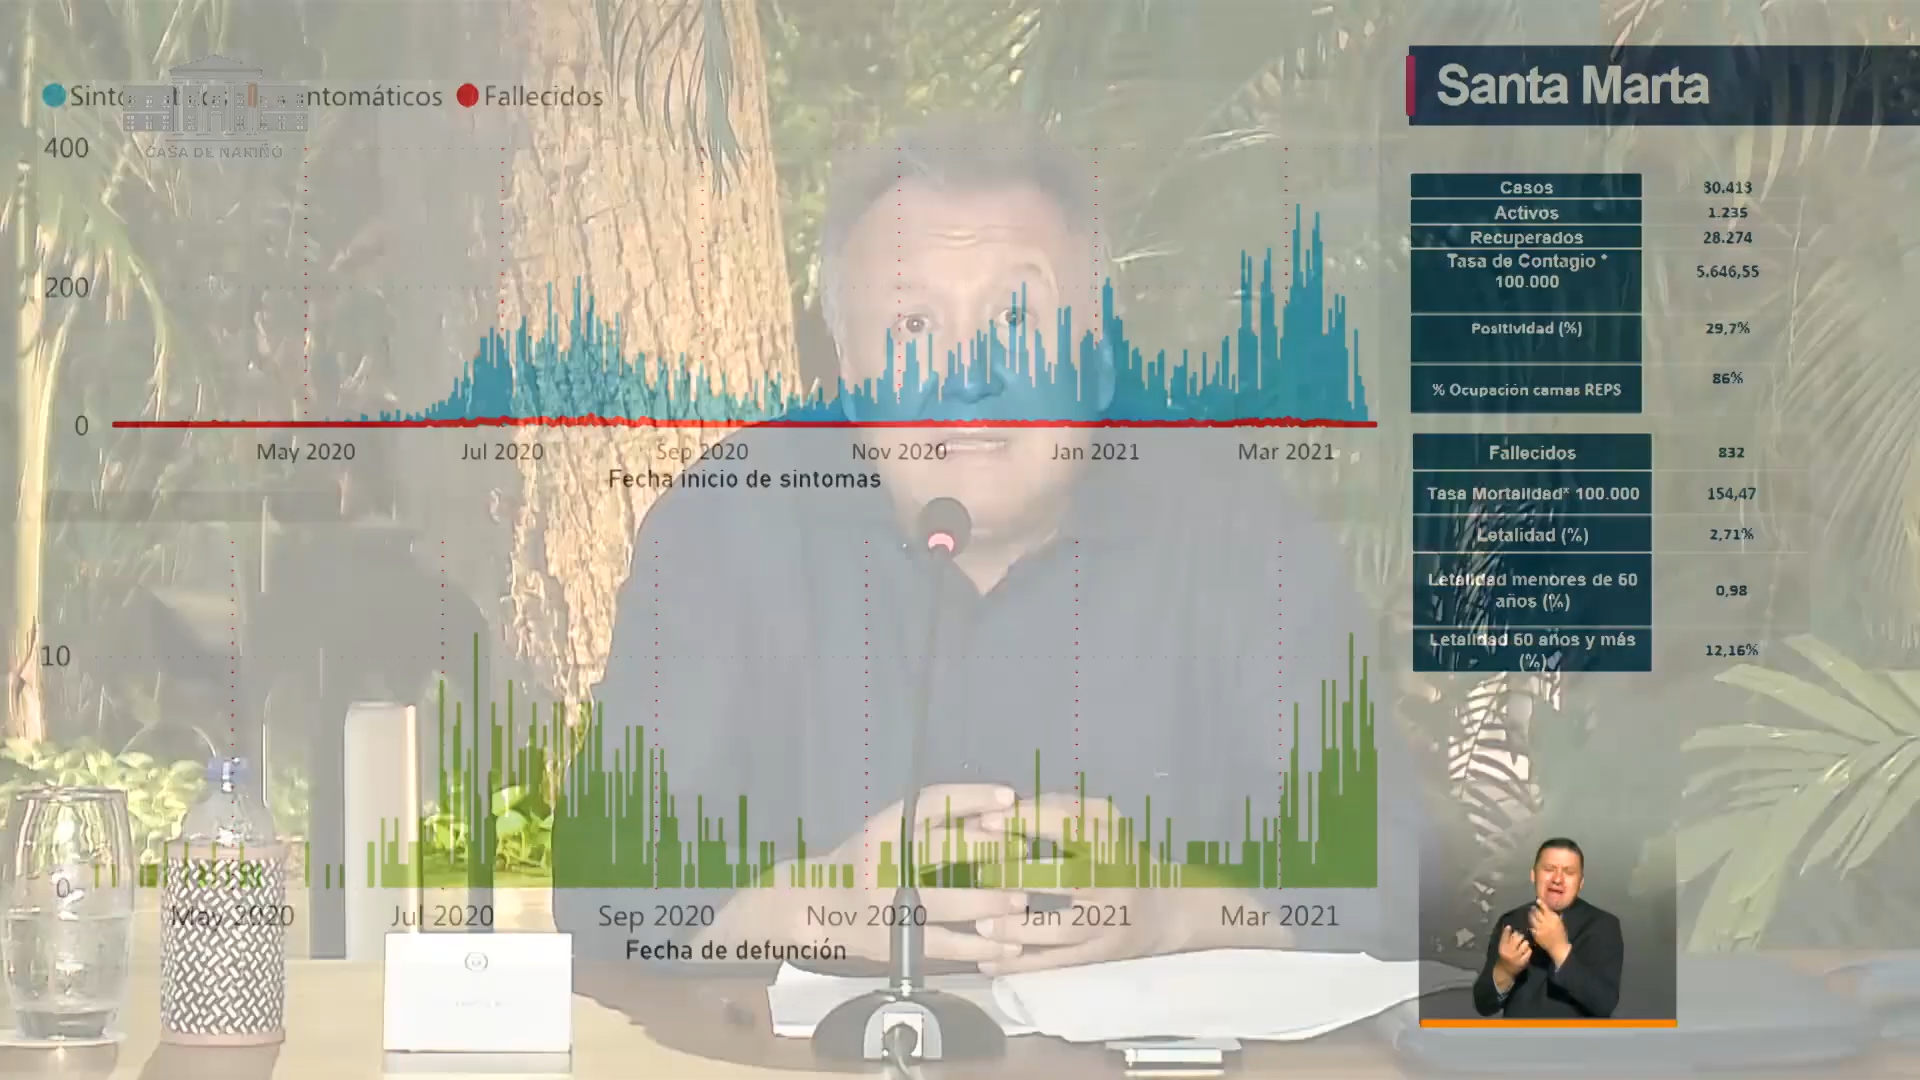 Fallecidos
CASA DE NARIÑO
400
200
0
May 2020 Jul 2020 Sep 2020 Nov 2020 Jan 2021 Mar 2021
Fecha inicio de sintomas
10
0
May 2020 Jul 2020 Sep 2020 Nov 2020 Jan 2021 Mar 2021
Fecha de defunción
Santa Marta
Casos 30.413
Activos 1.235
Recuperados 28.274
Tasa de Contagio *
100.000 5.646,55
Positividad (%) 29,7%
% Ocupación camas REPS 86%
Fallecidos 832
Tasa Mortalidad* 100.000 154,47
Letalidad (%) 2,71%
Letalidad menores de 60
años (%) 0,98
Letalidad 60 años y más
(%) 12,16%